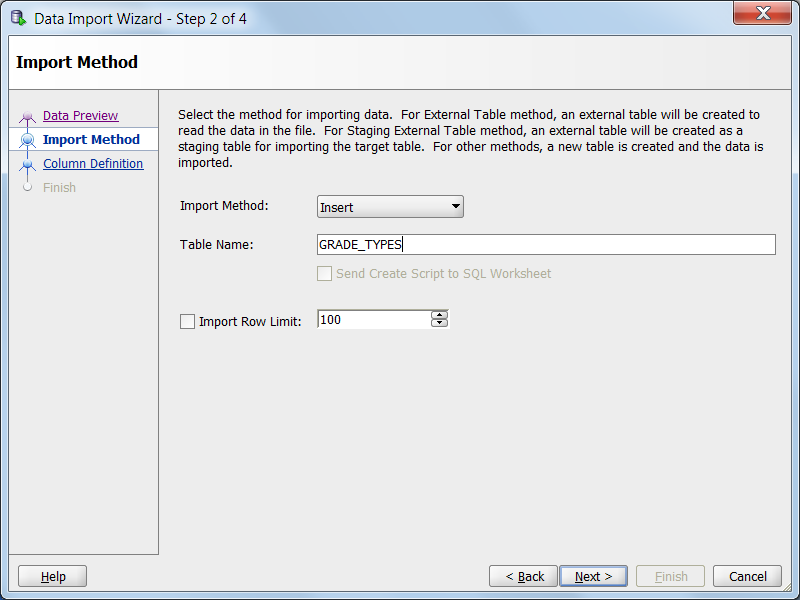 Data Import Wizard - Step 2 of 4
Import Method
Data Preview
Import Method
Column Definition
Finish
Select the method for importing data.  For External Table method, an external table will be created to
read the data in the file.  For Staging External Table method, an external table will be created as a
staging table for importing the target table.  For other methods, a new table is created and the data is
imported.
Import Method: Insert
Table Name: GRADE_TYPES
Send Create Script to SQL Worksheet
Import Row Limit: 100
Help < Back Next > Finish Cancel